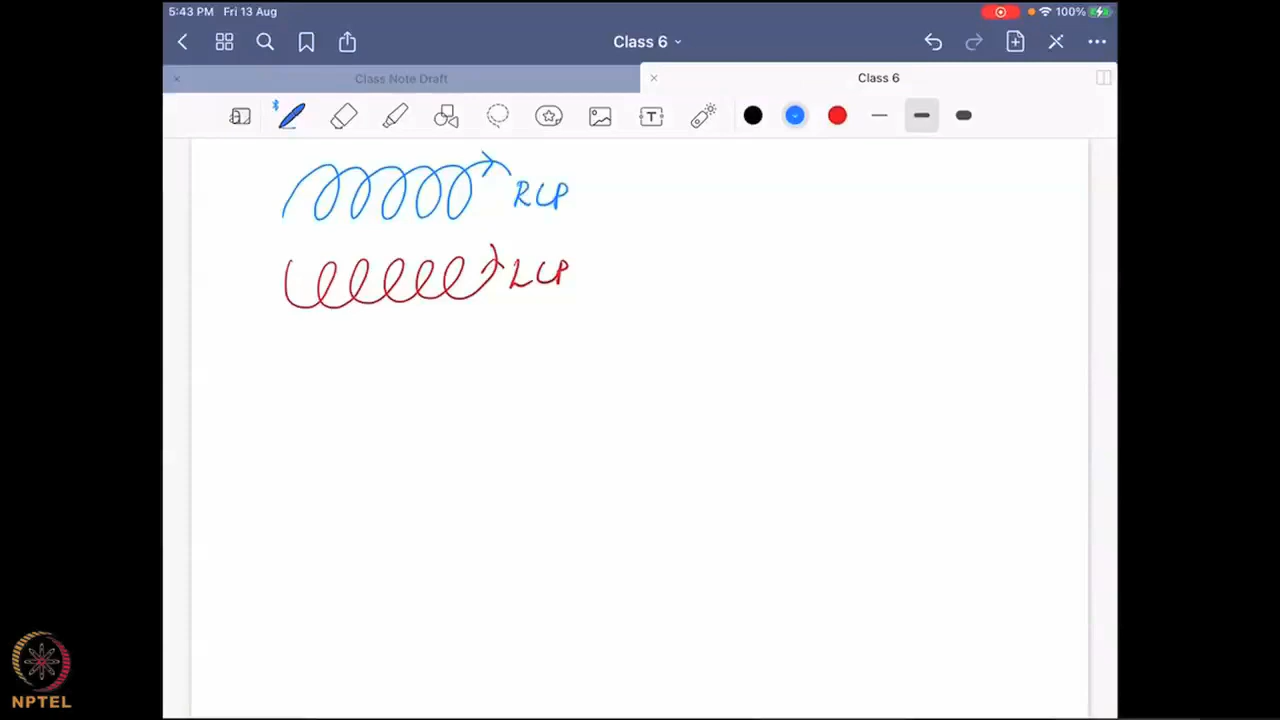 5:43 PM Fri 13 Aug 100%
Class 6
Class Note Draft Class 6
T
RCP
LCP
NPTEL